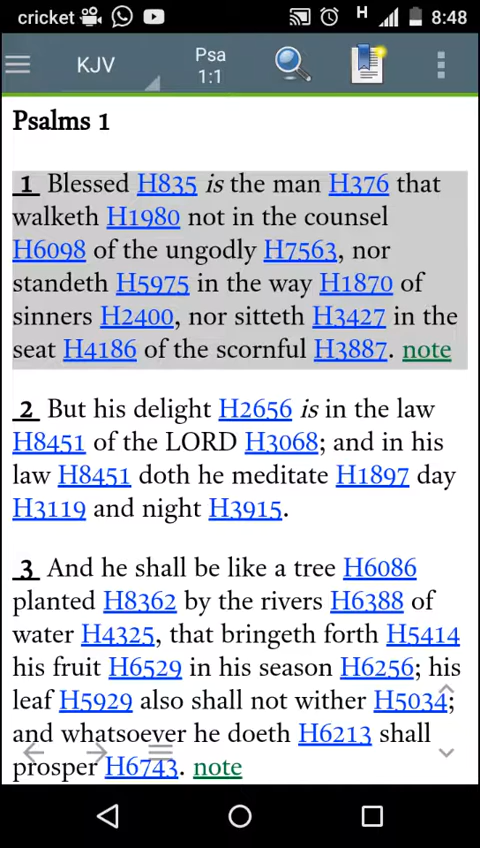 cricket H 8:48
KJV Psa 1:1
Psalms 1
1 Blessed H835 is the man H376 that
walketh H1980 not in the counsel
H6098 of the ungodly H7563, nor
standeth H5975 in the way H1870 of
sinners H2400, nor sitteth H3427 in the
seat H4186 of the scornful H3887. note
2 But his delight H2656 is in the law
H8451 of the LORD H3068; and in his
law H8451 doth he meditate H1897 day
H3119 and night H3915.
3 And he shall be like a tree H6086
planted H8362 by the rivers H6388 of
water H4325, that bringeth forth H5414
his fruit H6529 in his season H6256; his
leaf H5929 also shall not wither H5034;
and whatsoever he doeth H6213 shall
prosper H6743. note